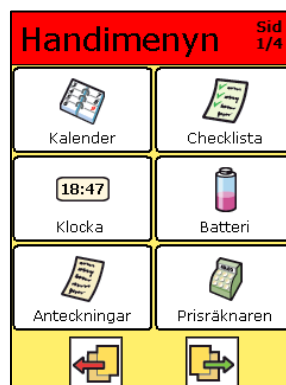 Handimenyn
Sid
1/4
Kalender
Checklista
18:47
Klocka
Batteri
Anteckningar
Prisräknaren